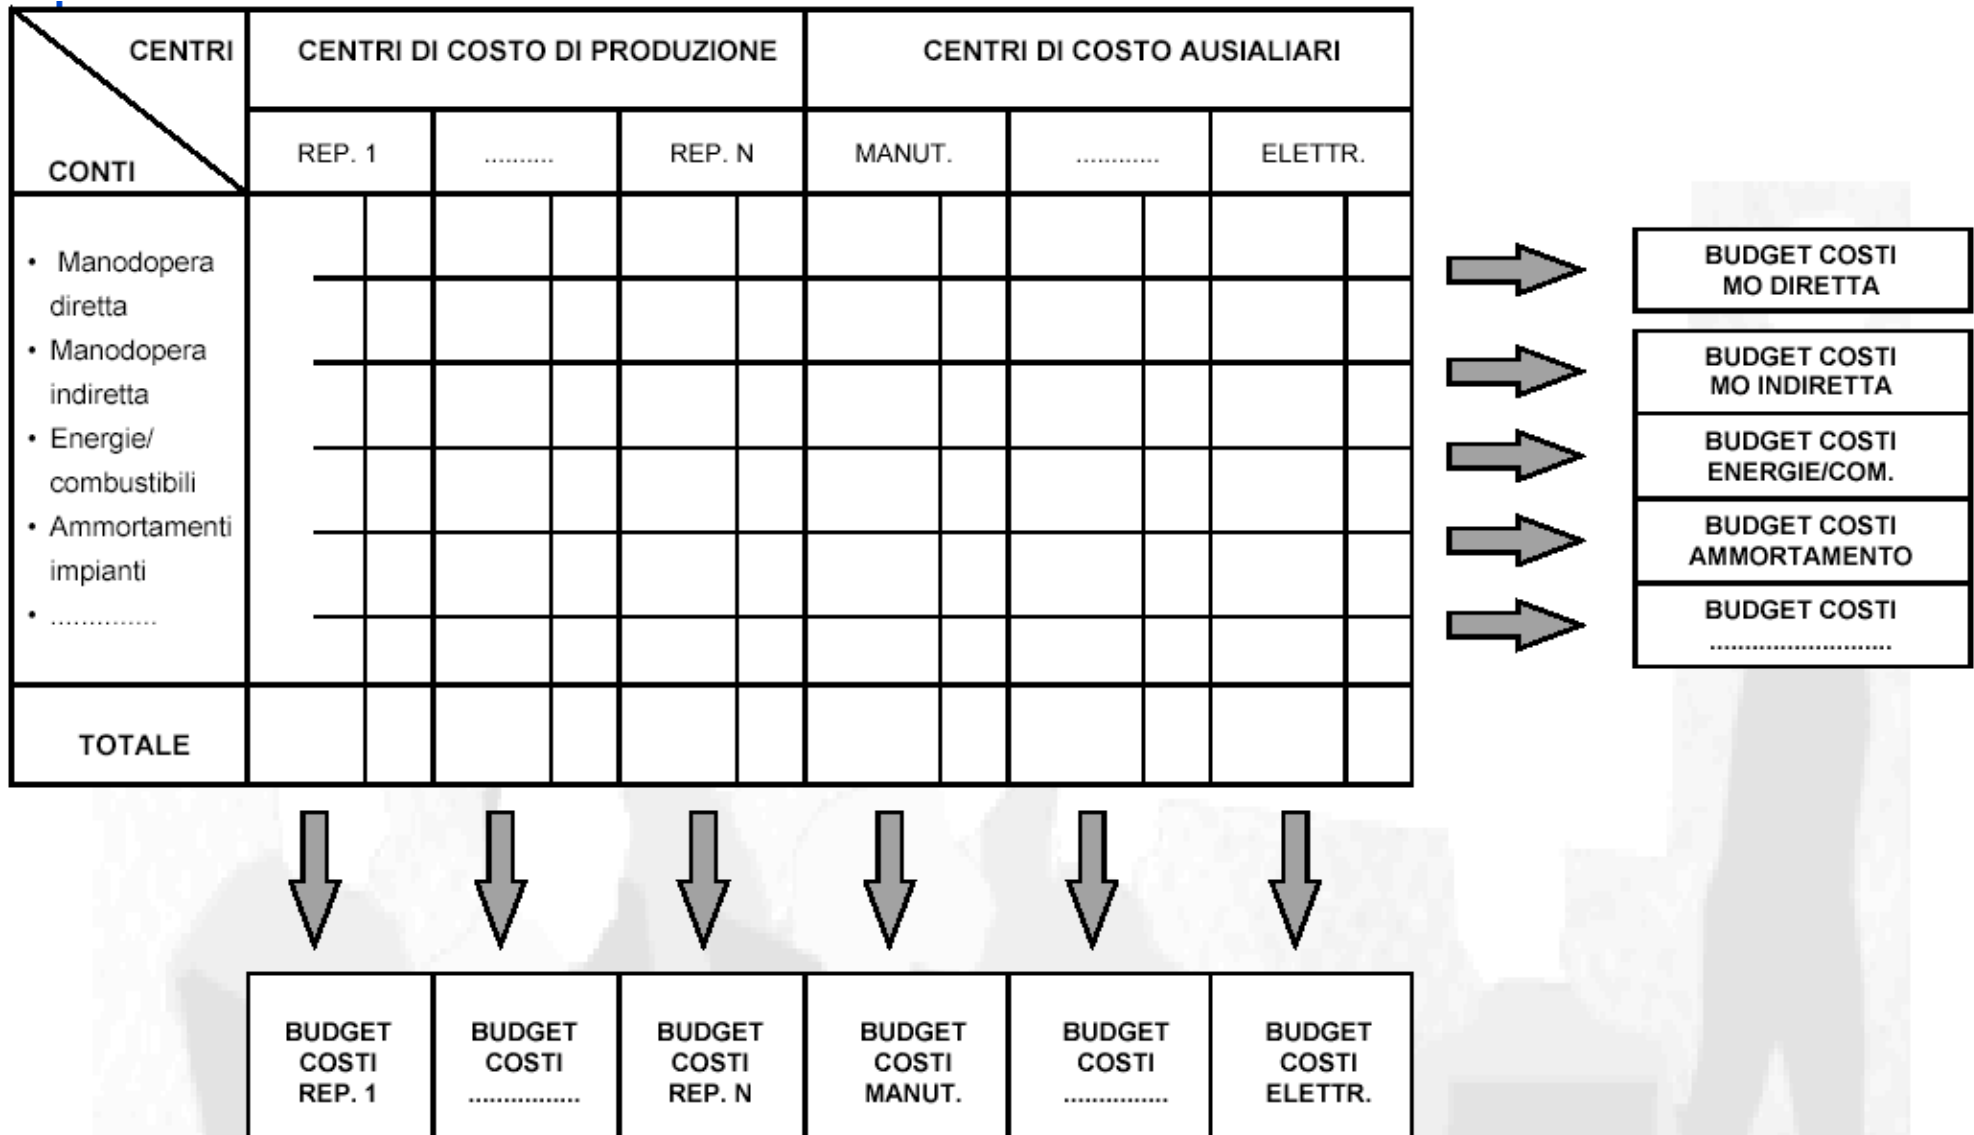 CENTRI
CENTRI DI COSTO DI PRODUZIONE
CENTRI DI COSTO AUSIALIARI
CONTI
REP. 1
..........
REP. N
MANUT.
............
ELETTR.
• Manodopera
diretta
• Manodopera
indiretta
• Energie/
combustibili
• Ammortamenti
impianti
• ..............
TOTALE
BUDGET COSTI
MO DIRETTA
BUDGET COSTI
MO INDIRETTA
BUDGET COSTI
ENERGIE/COM.
BUDGET COSTI
AMMORTAMENTO
BUDGET COSTI
..........................
BUDGET
COSTI
REP. 1
BUDGET
COSTI
................
BUDGET
COSTI
REP. N
BUDGET
COSTI
MANUT.
BUDGET
COSTI
...............
BUDGET
COSTI
ELETTR.